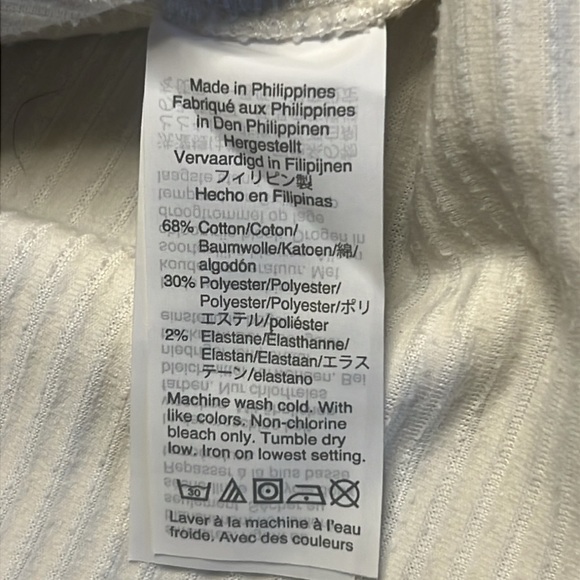 Made in Philippines
Fabriqué aux Philippines
in Den Philippinen
Hergestellt
Vervaardigd in Filipijnen
フィリピン製
Hecho en Filipinas
68% Cotton/Coton/
Baumwolle/Katoen/綿/
algodón
30% Polyester/Polyester/
Polyester/Polyester/ポリ
エステル/poliéster
2% Elastane/Elasthanne/
Elastan/Elastaan/エラス
テーン/elastano
Machine wash cold. With
like colors. Non-chlorine
bleach only. Tumble dry
low. Iron on lowest setting.
30
Laver à la machine à l'eau
froide. Avec des couleurs